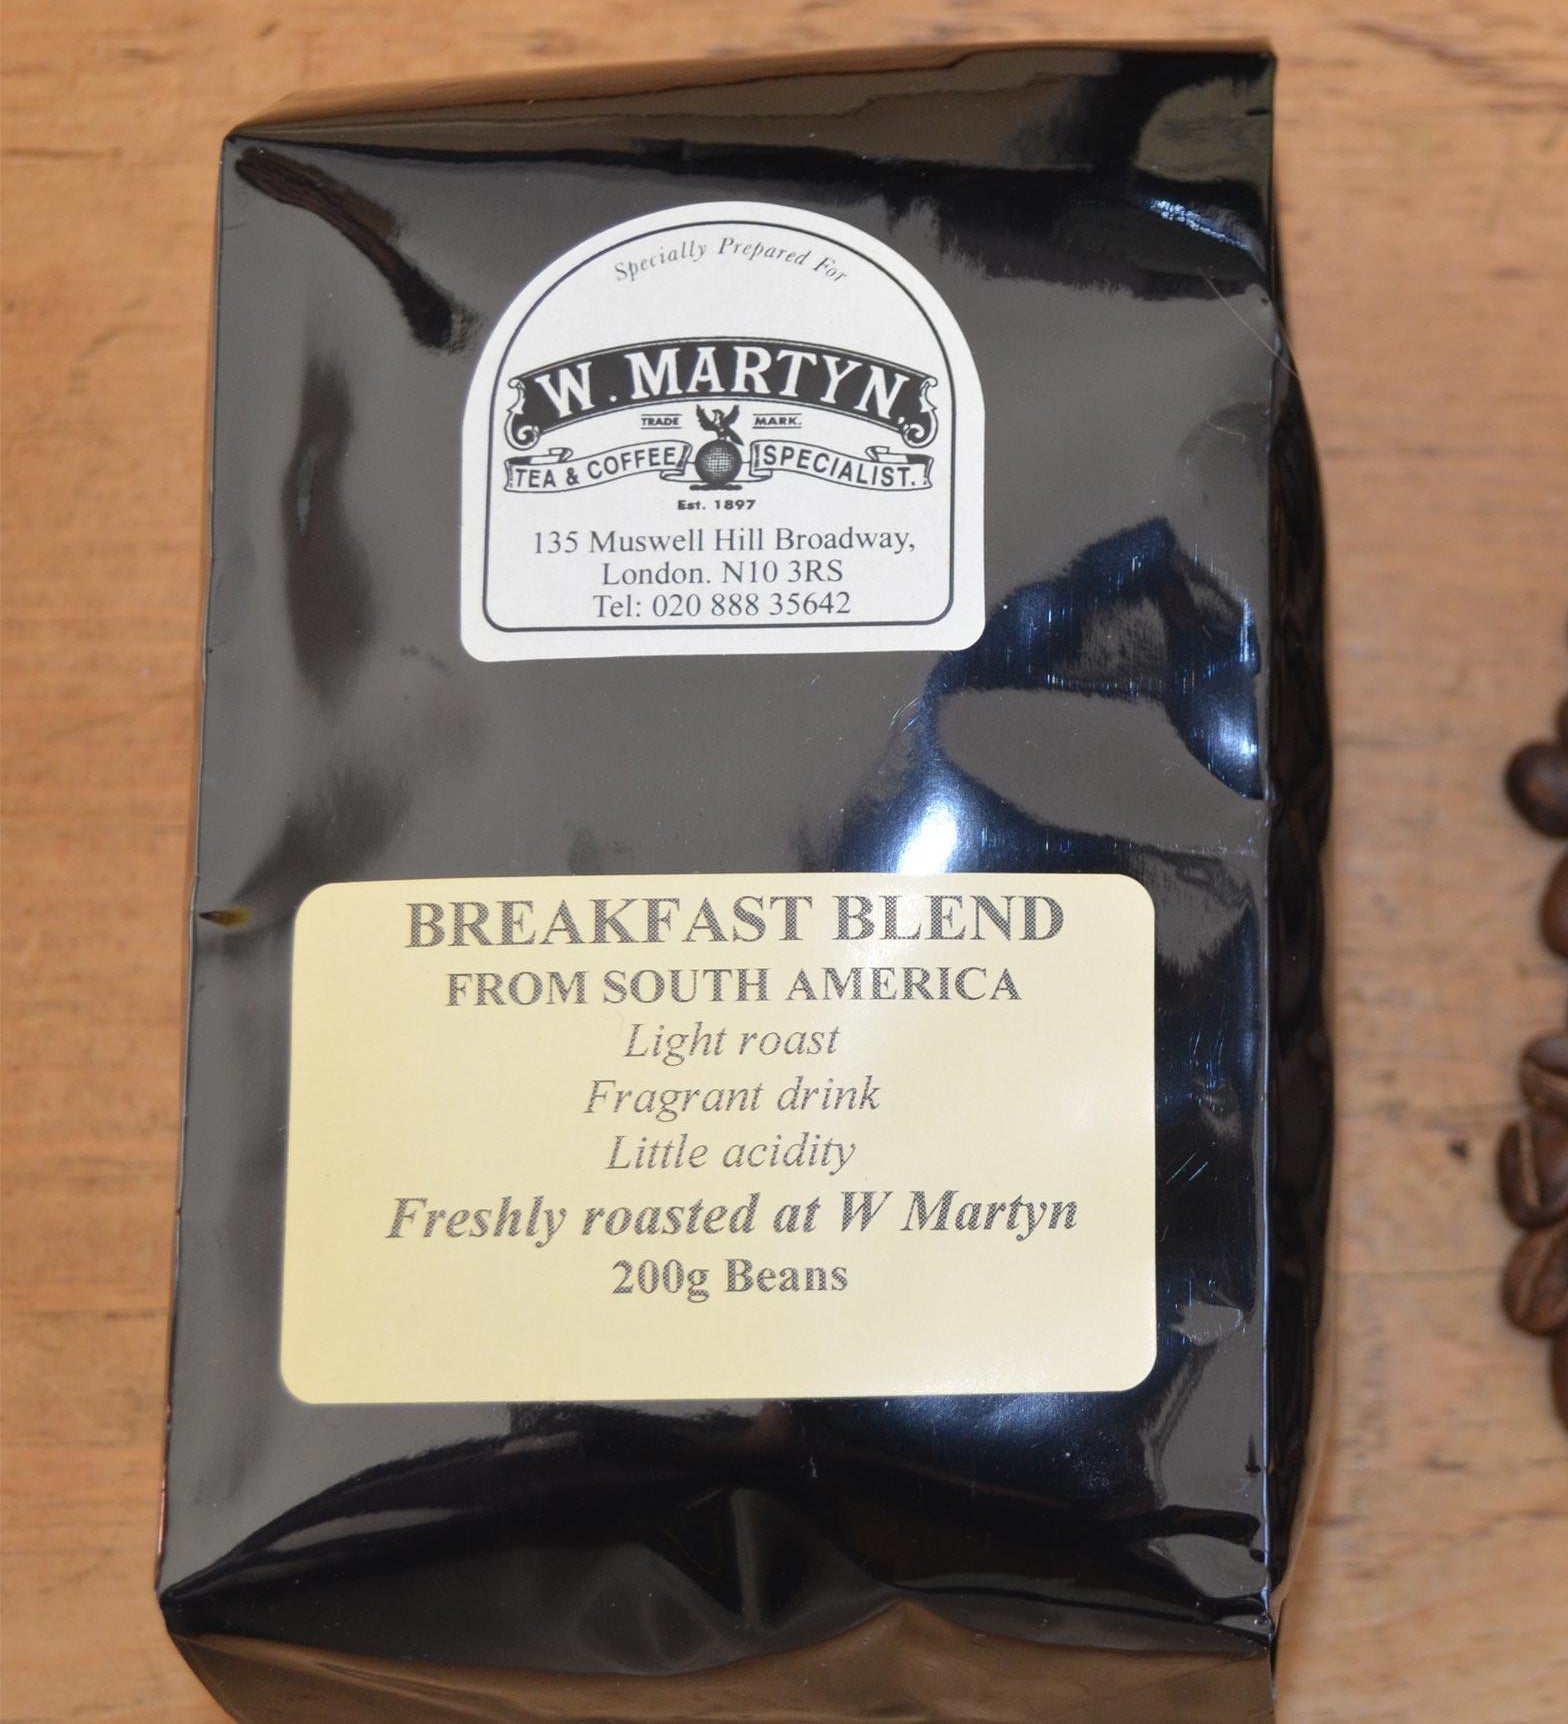 Specially Prepared For
W. MARTYN.
TRADE MARK.
TEA & COFFEE SPECIALIST.
Est. 1897
135 Muswell Hill Broadway,
London. N10 3RS
Tel: 020 888 35642
BREAKFAST BLEND
FROM SOUTH AMERICA
Light roast
Fragrant drink
Little acidity
Freshly roasted at W Martyn
200g Beans